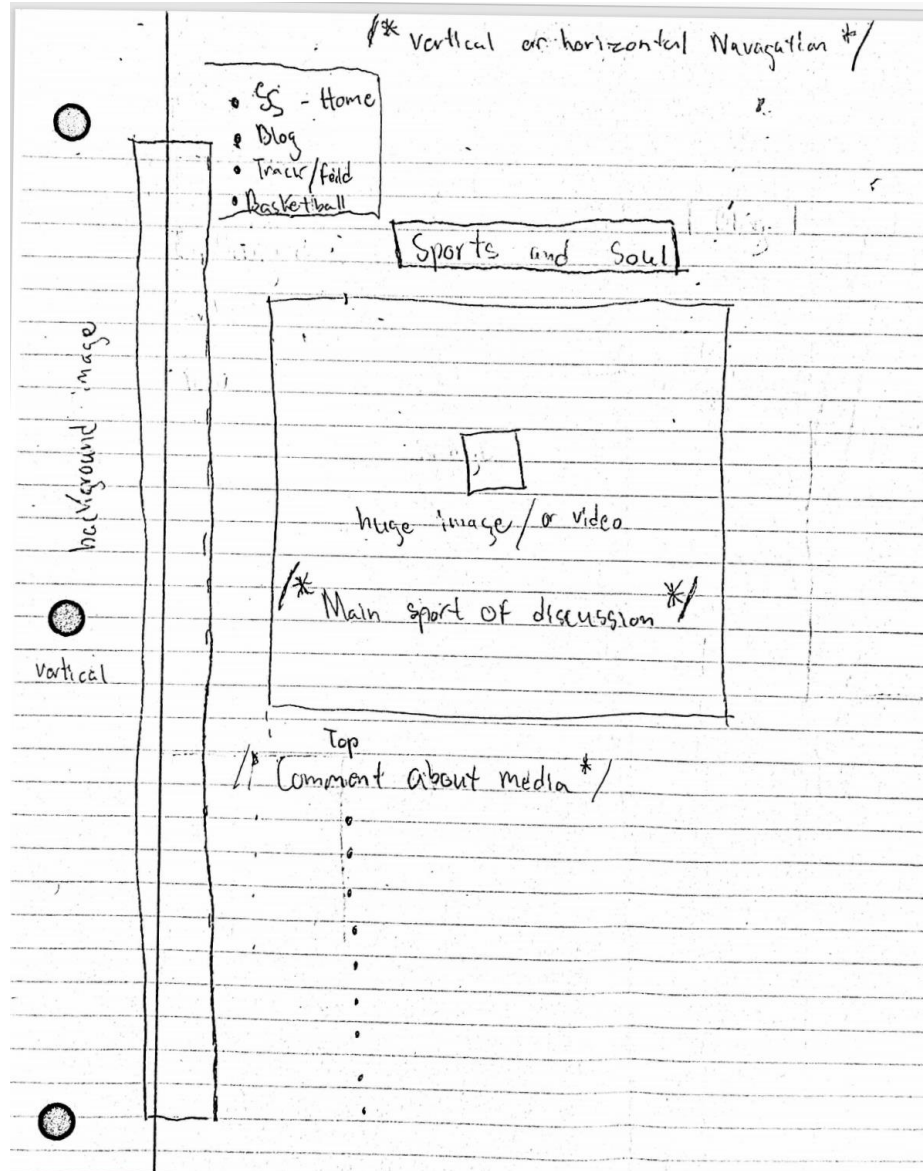 /* vertical or horizontal Navagation */
• SS - Home
• Blog
• Track/feild
• Basketball
Sports and Soul
background image
huge image / or video
/* Main sport of discussion */
vertical
Top
/* Comment about media */